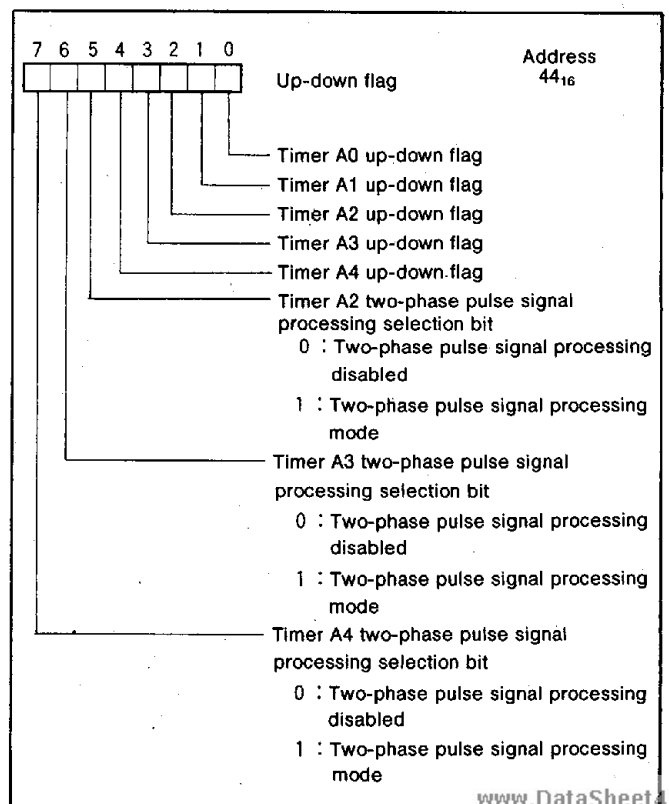 7 6 5 4 3 2 1 0
Address
44₁₆
Up-down flag
Timer A0 up-down flag
Timer A1 up-down flag
Timer A2 up-down flag
Timer A3 up-down flag
Timer A4 up-down flag
Timer A2 two-phase pulse signal
processing selection bit
0 : Two-phase pulse signal processing
disabled
1 : Two-phase pulse signal processing
mode
Timer A3 two-phase pulse signal
processing selection bit
0 : Two-phase pulse signal processing
disabled
1 : Two-phase pulse signal processing
mode
Timer A4 two-phase pulse signal
processing selection bit
0 : Two-phase pulse signal processing
disabled
1 : Two-phase pulse signal processing
mode
www.DataSheet4